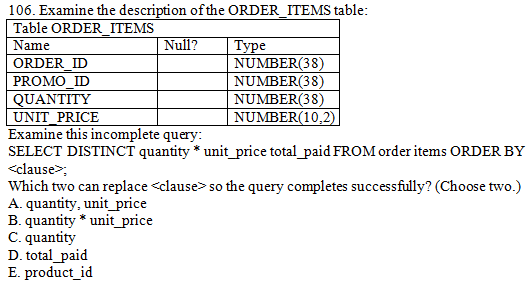 106. Examine the description of the ORDER_ITEMS table:
Table ORDER_ITEMS
Name Null? Type
ORDER_ID NUMBER(38)
PROMO_ID NUMBER(38)
QUANTITY NUMBER(38)
UNIT_PRICE NUMBER(10,2)
Examine this incomplete query:
SELECT DISTINCT quantity * unit_price total_paid FROM order items ORDER BY
<clause>;
Which two can replace <clause> so the query completes successfully? (Choose two.)
A. quantity, unit_price
B. quantity * unit_price
C. quantity
D. total_paid
E. product_id